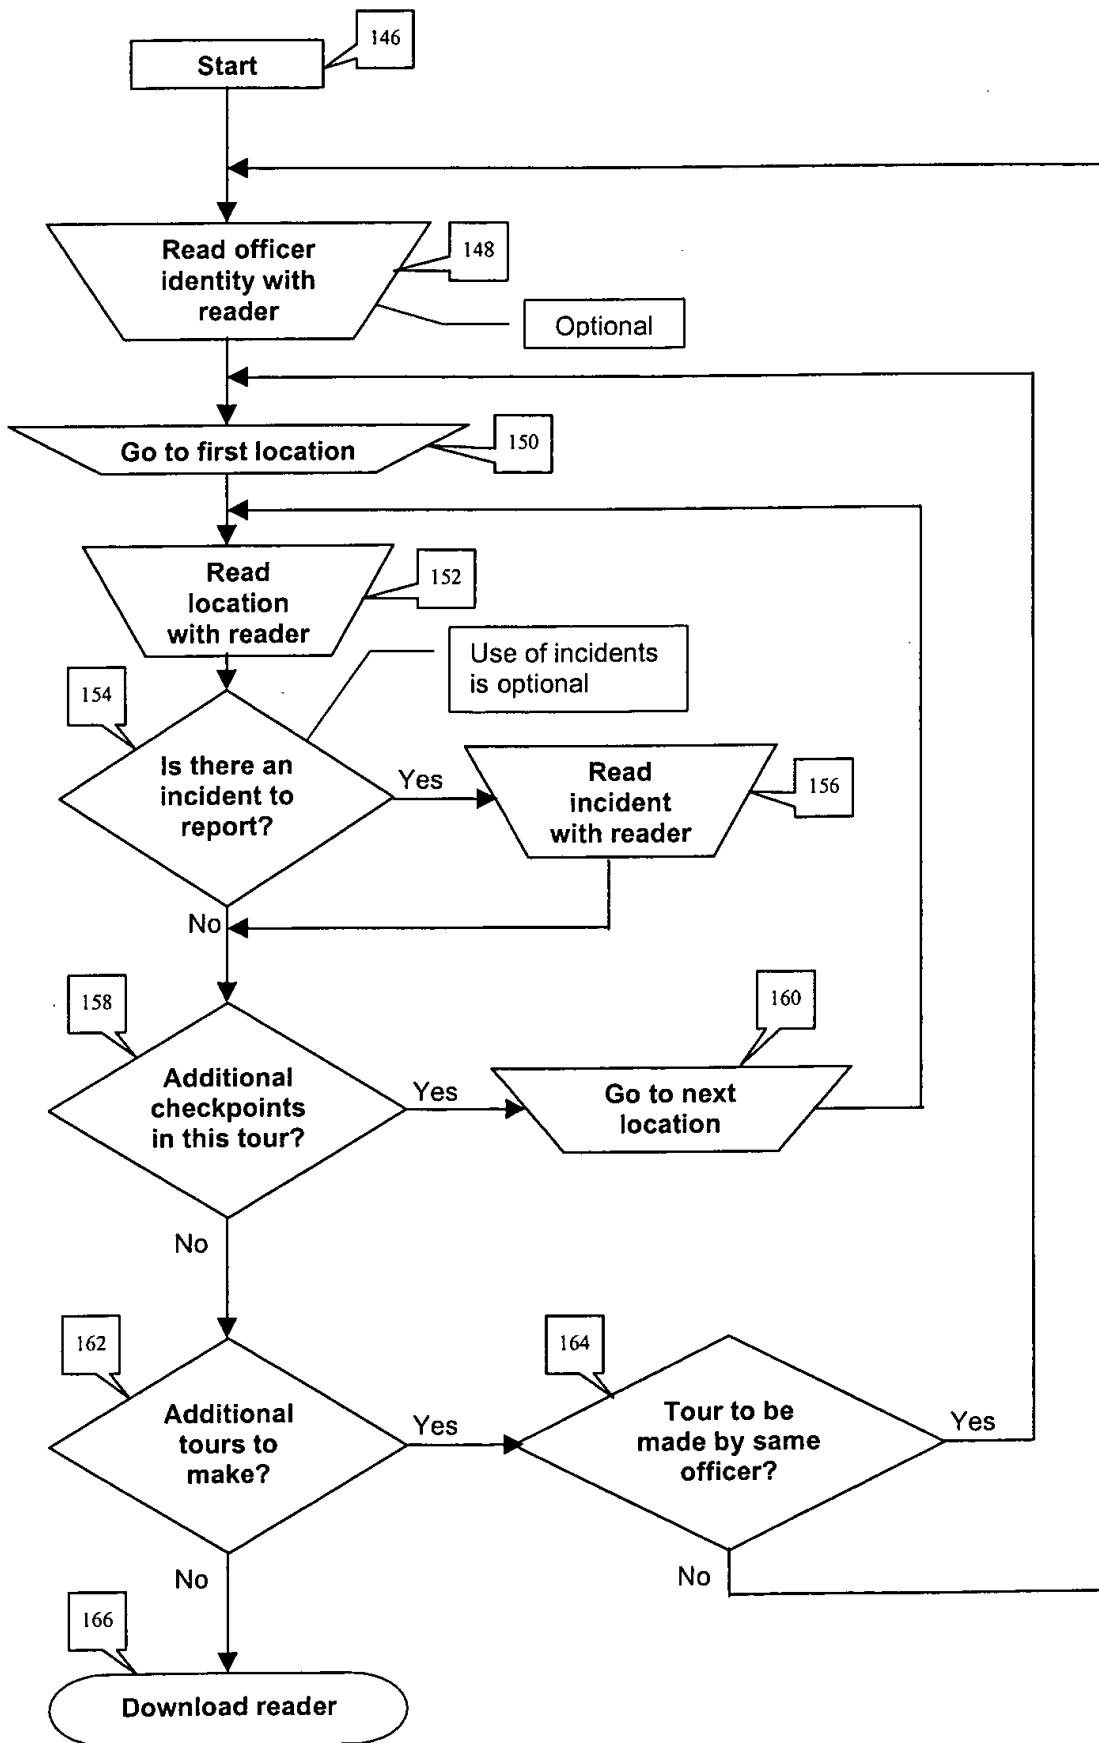 146
Start
Read officer
identity with
reader
148
Optional
Go to first location
150
Read
location
with reader
152
Use of incidents
is optional
154
Is there an
incident to
report?
Yes
Read
incident
with reader
156
No
158
Additional
checkpoints
in this tour?
Yes
160
Go to next
location
No
162
Additional
tours to
make?
Yes
164
Tour to be
made by same
officer?
Yes
No
No
166
Download reader